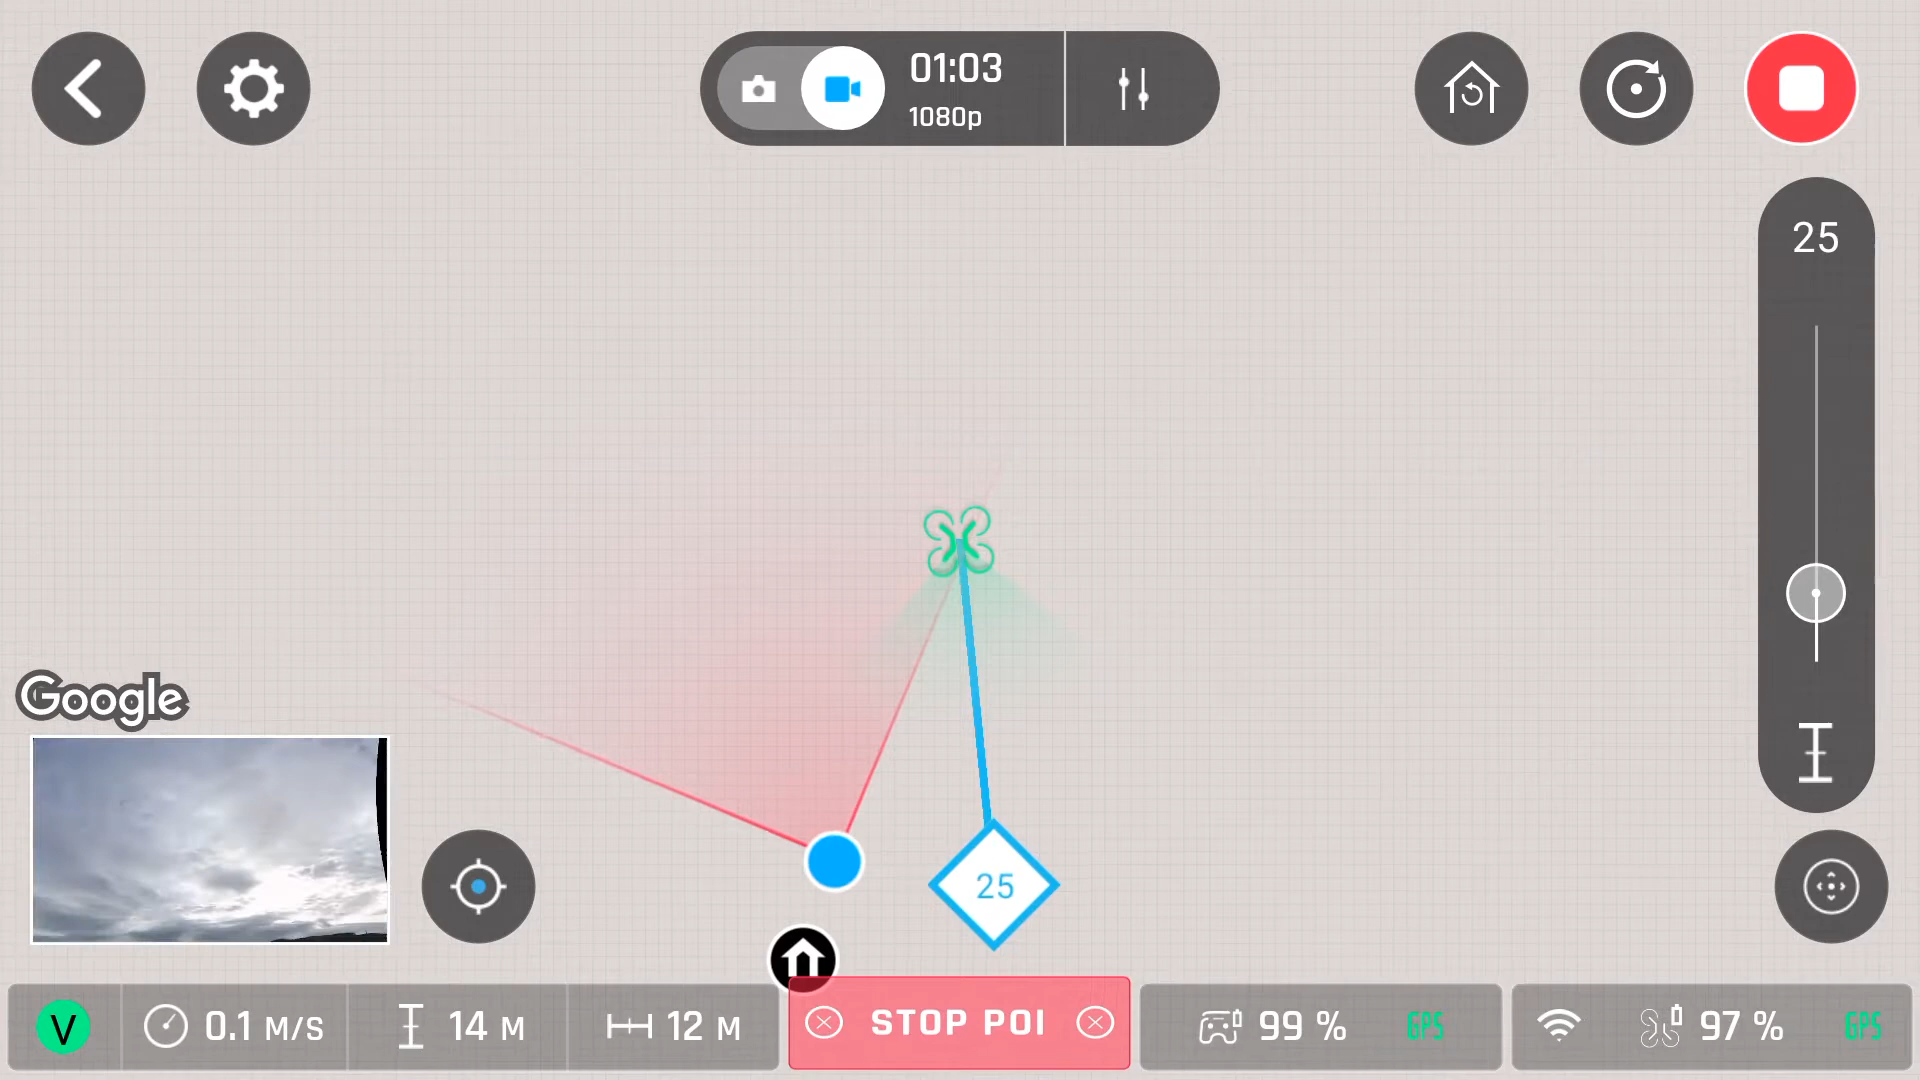 01:03
1080p
25
Google
25
V
0.1 M/S
14 M
12 M
STOP POI
99 %
GPS
97 %
GPS